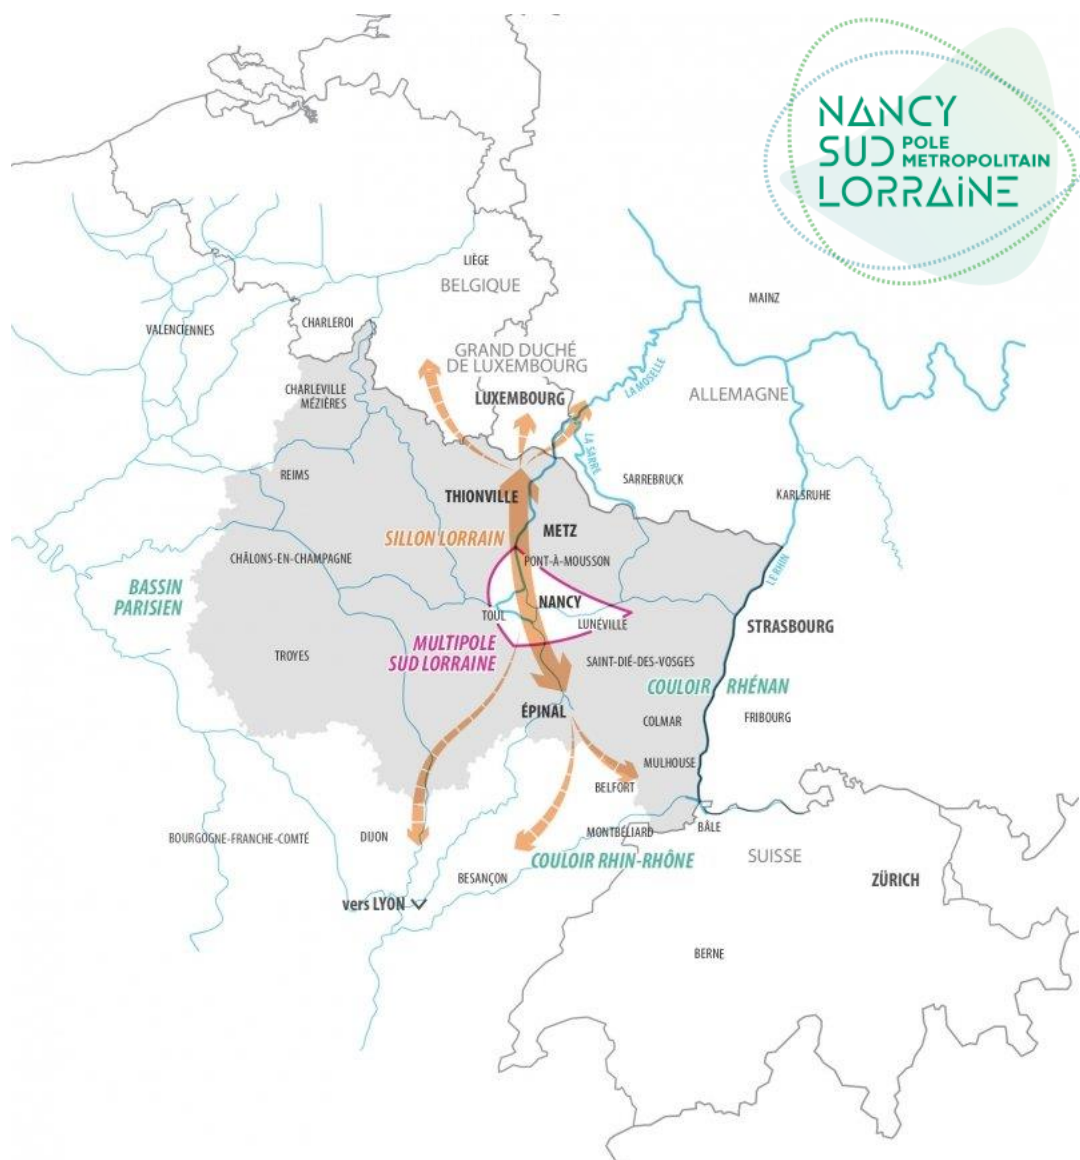 NANCY
SUD POLE
METROPOLITAIN
LORRAINE
LIÈGE
BELGIQUE
MAINZ
VALENCIENNES
CHARLEROI
GRAND DUCHÉ
DE LUXEMBOURG
LA MOSELLE
CHARLEVILLE
MÉZIÈRES
LUXEMBOURG
ALLEMAGNE
LA SARRE
REIMS
THIONVILLE
SARREBRUCK
KARLSRUHE
SILLON LORRAIN
METZ
CHÂLONS-EN-CHAMPAGNE
PONT-À-MOUSSON
LE RHIN
BASSIN
PARISIEN
NANCY
TOUL
LUNÉVILLE
STRASBOURG
MULTIPOLE
SUD LORRAINE
TROYES
SAINT-DIÉ-DES-VOSGES
COULOIR RHÉNAN
ÉPINAL
COLMAR
FRIBOURG
MULHOUSE
BELFORT
BOURGOGNE-FRANCHE-COMTÉ
DIJON
MONTBÉLIARD
BÂLE
COULOIR RHIN-RHÔNE
SUISSE
BESANÇON
ZÜRICH
vers LYON
BERNE